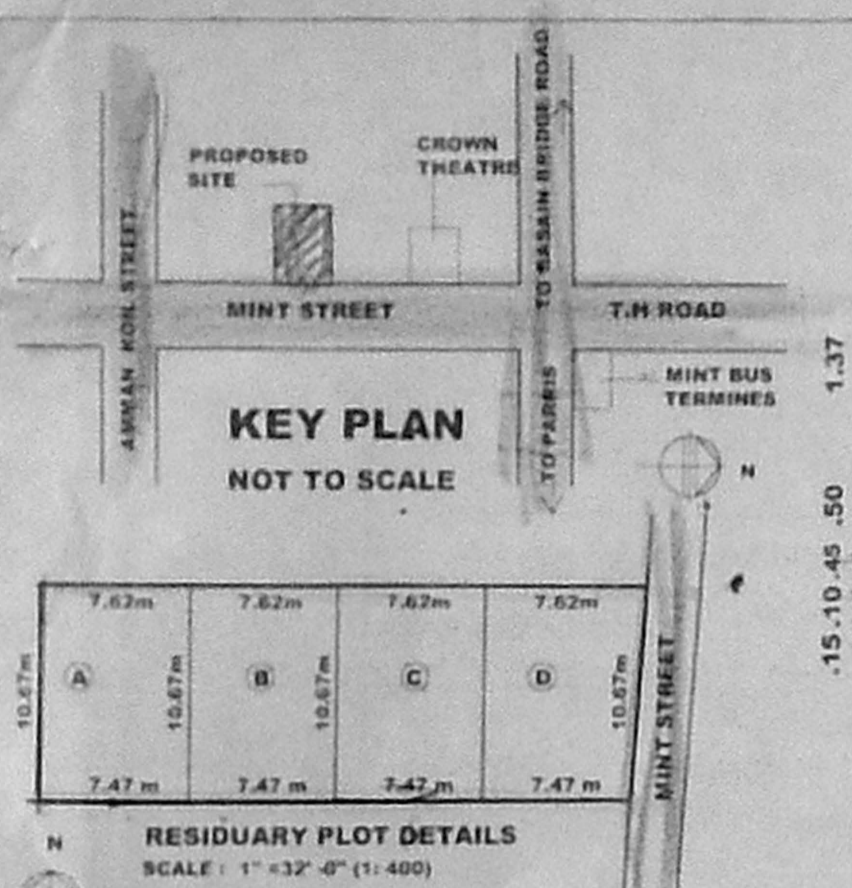 TO BASAIN BRIDGE ROAD
CROWN
THEATRE
PROPOSED
SITE
AMMAN KOIL STREET
MINT STREET
T.H ROAD
1.37
MINT BUS
TERMINES
TO PARRIS
KEY PLAN
NOT TO SCALE
N
.15 .10 .45 .50
7.62m 7.62m 7.62m 7.62m
10.67m 10.67m 10.67m 10.67m
A B C D
MINT STREET
7.47 m 7.47 m 7.47 m 7.47 m
RESIDUARY PLOT DETAILS
N
SCALE : 1" =32' -0" (1: 400)